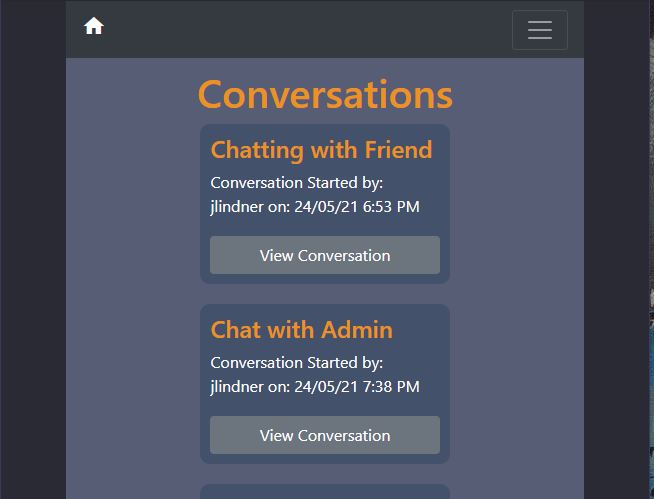 Conversations
Chatting with Friend
Conversation Started by:
jlindner on: 24/05/21 6:53 PM
View Conversation
Chat with Admin
Conversation Started by:
jlindner on: 24/05/21 7:38 PM
View Conversation